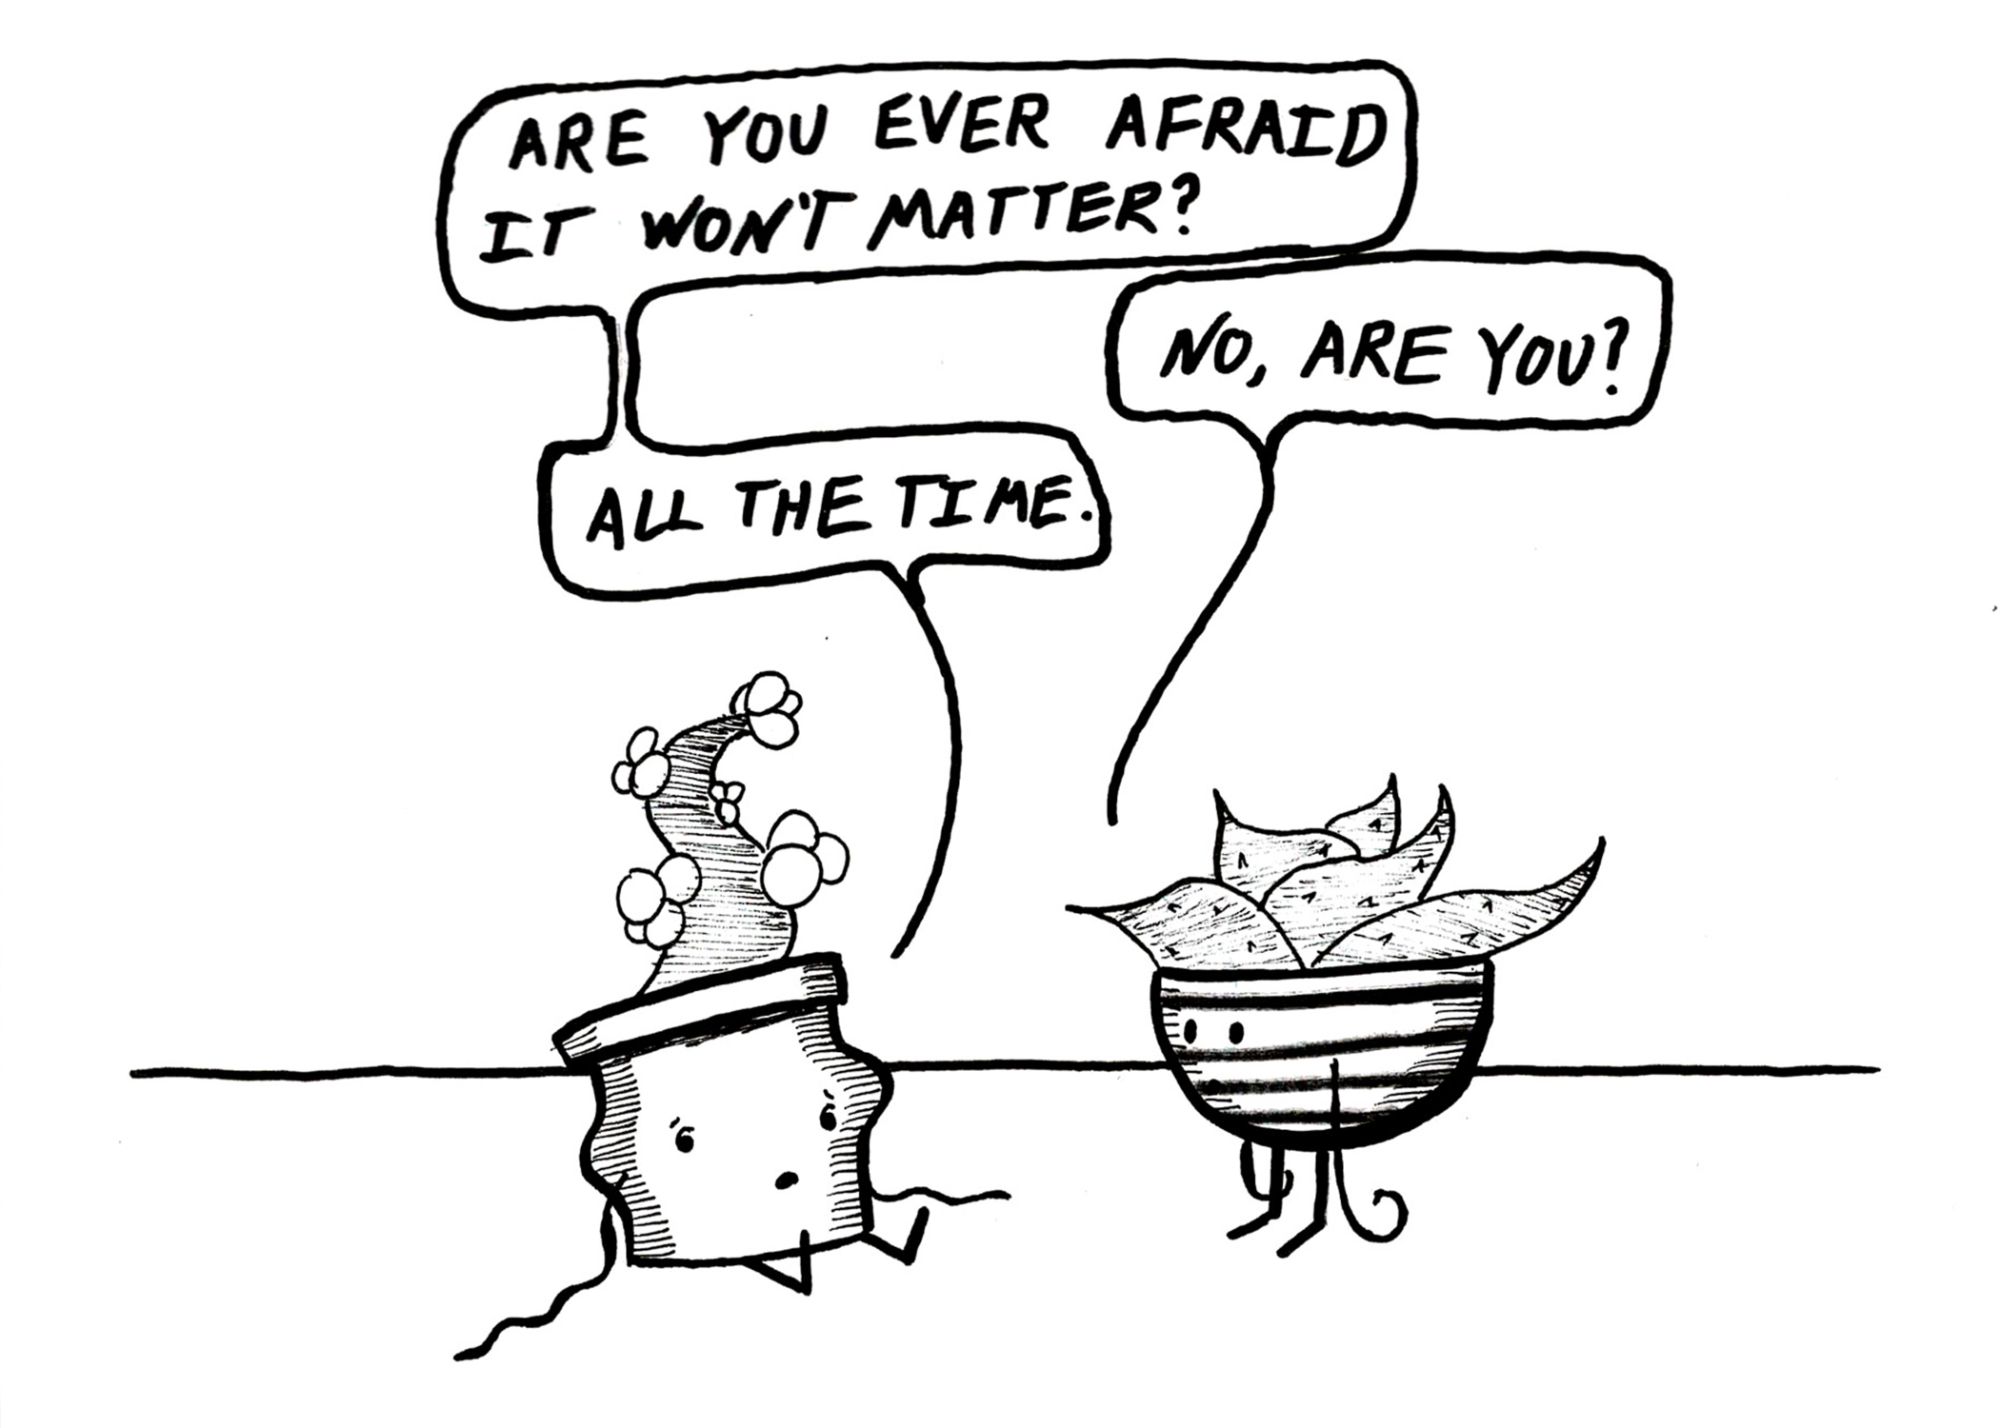 ARE YOU EVER AFRAID
IT WON'T MATTER?
NO, ARE YOU?
ALL THE TIME.